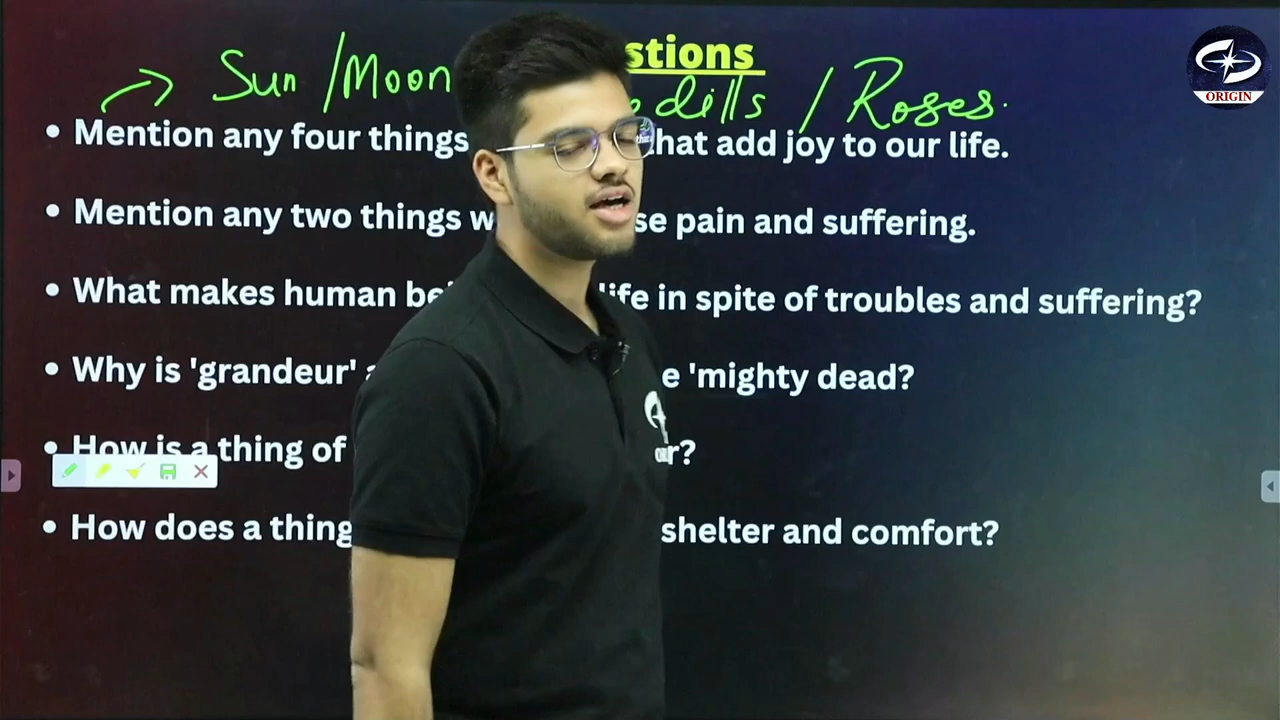 stions
→ Sun / Moon edills / Roses.
ORIGIN
• Mention any four things hat add joy to our life.
• Mention any two things w se pain and suffering.
• What makes human be life in spite of troubles and suffering?
• Why is 'grandeur' a e 'mighty dead?
• How is a thing of r?
• How does a thing shelter and comfort?